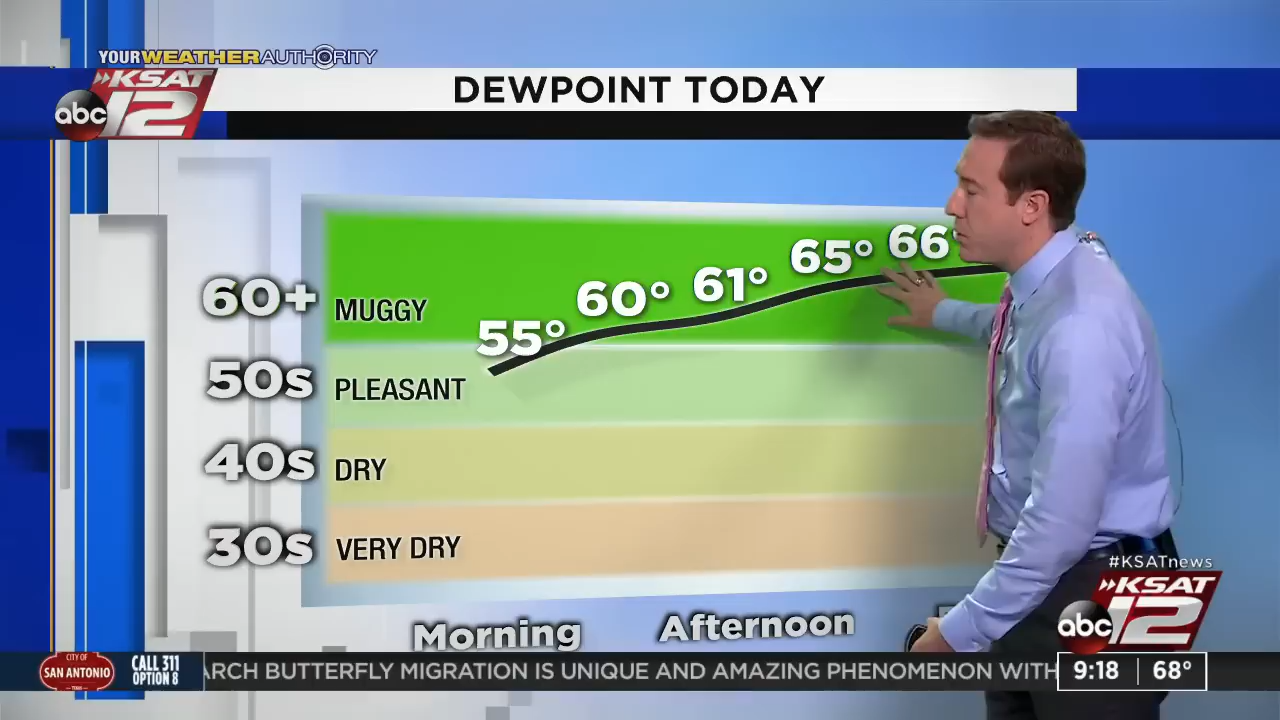 YOUR WEATHER AUTHORITY
KSAT
abc 12
DEWPOINT TODAY
55° 60° 61° 65° 66°
60+ MUGGY
50s PLEASANT
40s DRY
30s VERY DRY
Morning Afternoon
#KSATnews
KSAT
abc 12
CITY OF
SAN ANTONIO
TEXAS
CALL 311
OPTION 8
ARCH BUTTERFLY MIGRATION IS UNIQUE AND AMAZING PHENOMENON WITH
9:18 68°